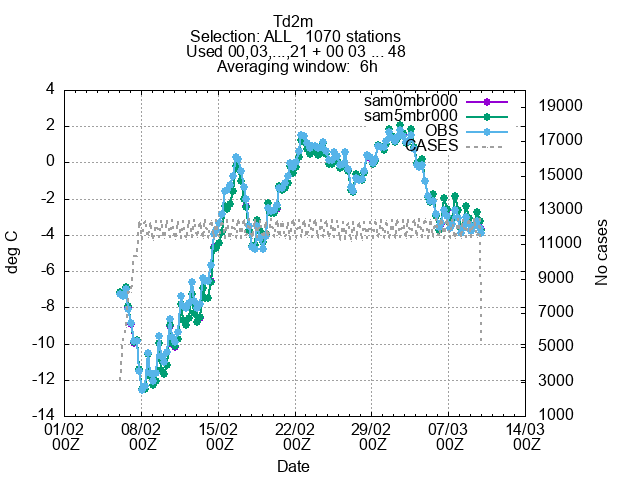 Td2m
Selection: ALL   1070 stations
Used 00,03,...,21 + 00 03 ... 48
Averaging window:  6h
sam0mbr000
sam5mbr000
OBS
CASES
4
2
0
-2
-4
-6
-8
-10
-12
-14
deg C
19000
17000
15000
13000
11000
9000
7000
5000
3000
1000
No cases
01/02 08/02 15/02 22/02 29/02 07/03 14/03
00Z 00Z 00Z 00Z 00Z 00Z 00Z
Date